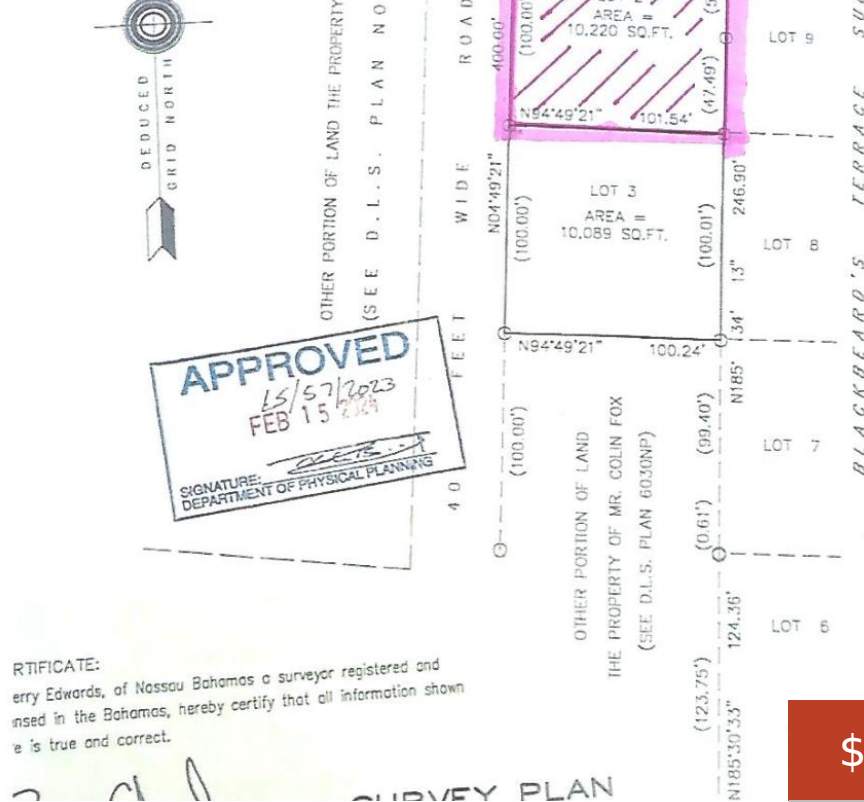 DEDUCED
GRID NORTH
OTHER PORTION OF LAND THE PROPERTY
(SEE D.L.S. PLAN NO
40 FEET WIDE ROAD
400.00'
(100.00')
AREA =
10,220 SQ.FT.
(47.49')
N94°49'21" 101.54'
LOT 9
N04°49'21"
(100.00')
LOT 3
AREA =
10,089 SQ.FT.
(100.01')
N185° 34' 13" 246.90'
LOT 8
N94°49'21" 100.24'
BLACKBEARD'S TERRACE SU
APPROVED
15/57/2023
FEB 15 2024
SIGNATURE:
DEPARTMENT OF PHYSICAL PLANNING
(100.00')
OTHER PORTION OF LAND
THE PROPERTY OF MR. COLIN FOX
(SEE D.L.S. PLAN 6030NP)
(99.40')
LOT 7
(0.61')
LOT 6
(123.75')
N185°30'33" 124.36'
RTIFICATE:
erry Edwards, of Nassau Bahamas a surveyor registered and
nsed in the Bahamas, hereby certify that all information shown
e is true and correct.
SURVEY PLAN
$